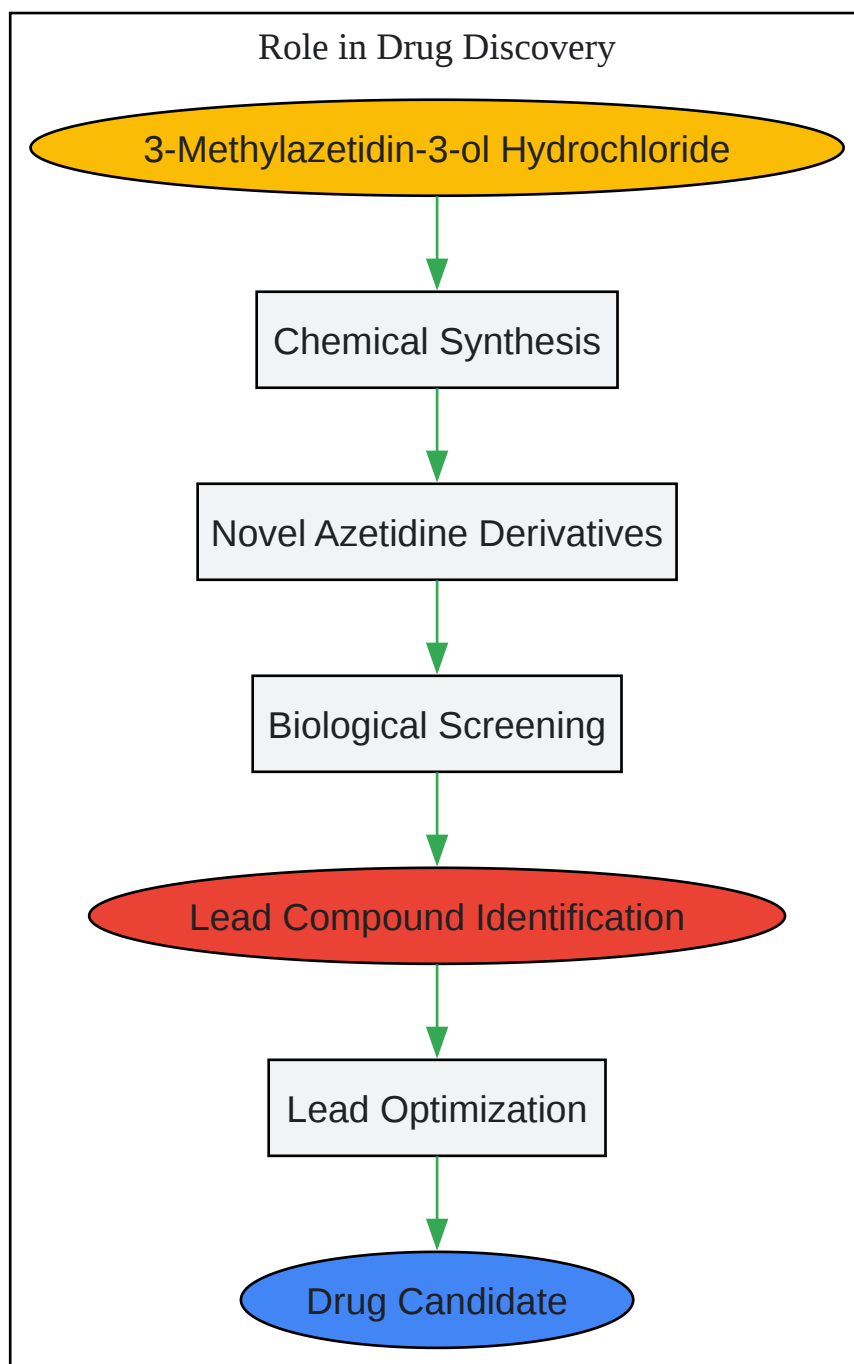 Role in Drug Discovery
3-Methylazetidin-3-ol Hydrochloride
Chemical Synthesis
Novel Azetidine Derivatives
Biological Screening
Lead Compound Identification
Lead Optimization
Drug Candidate